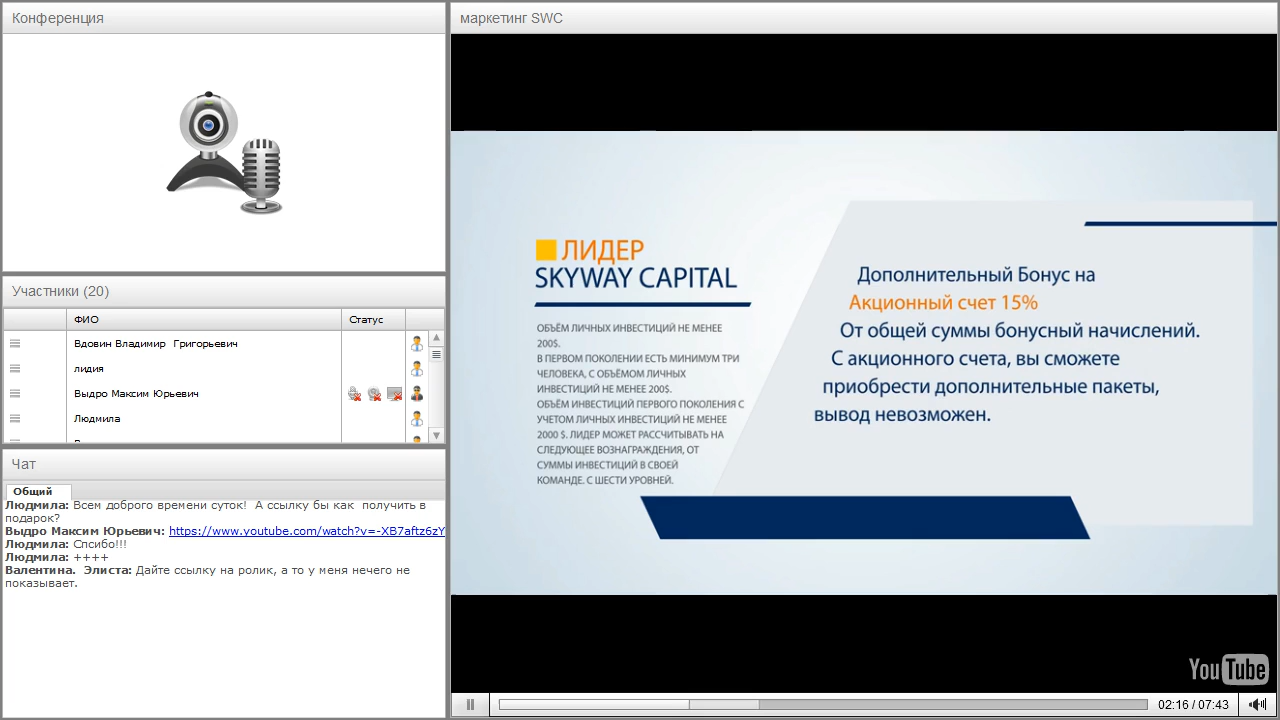 Конференция
Участники (20)
ФИО
Статус
Вдовин Владимир Григорьевич
лидия
Выдро Максим Юрьевич
Людмила
Чат
Общий
Людмила: Всем доброго времени суток! А ссылку бы как получить в
подарок?
Выдро Максим Юрьевич: https://www.youtube.com/watch?v=-XB7aftz6zY
Людмила: Спсибо!!!
Людмила: ++++
Валентина. Элиста: Дайте ссылку на ролик, а то у меня нечего не
показывает.
маркетинг SWC
ЛИДЕР
SKYWAY CAPITAL
ОБЪЁМ ЛИЧНЫХ ИНВЕСТИЦИЙ НЕ МЕНЕЕ
200$.
В ПЕРВОМ ПОКОЛЕНИИ ЕСТЬ МИНИМУМ ТРИ
ЧЕЛОВЕКА, С ОБЪЁМОМ ЛИЧНЫХ
ИНВЕСТИЦИЙ НЕ МЕНЕЕ 200$.
ОБЪЁМ ИНВЕСТИЦИЙ ПЕРВОГО ПОКОЛЕНИЯ С
УЧЕТОМ ЛИЧНЫХ ИНВЕСТИЦИЙ НЕ МЕНЕЕ
2000 $. ЛИДЕР МОЖЕТ РАССЧИТЫВАТЬ НА
СЛЕДУЮЩЕЕ ВОЗНАГРАЖДЕНИЯ, ОТ
СУММЫ ИНВЕСТИЦИЙ В СВОЕЙ
КОМАНДЕ. С ШЕСТИ УРОВНЕЙ.
Дополнительный Бонус на
Акционный счет 15%
От общей суммы бонусный начислений.
С акционного счета, вы сможете
приобрести дополнительные пакеты,
вывод невозможен.
YouTube
02:16 / 07:43